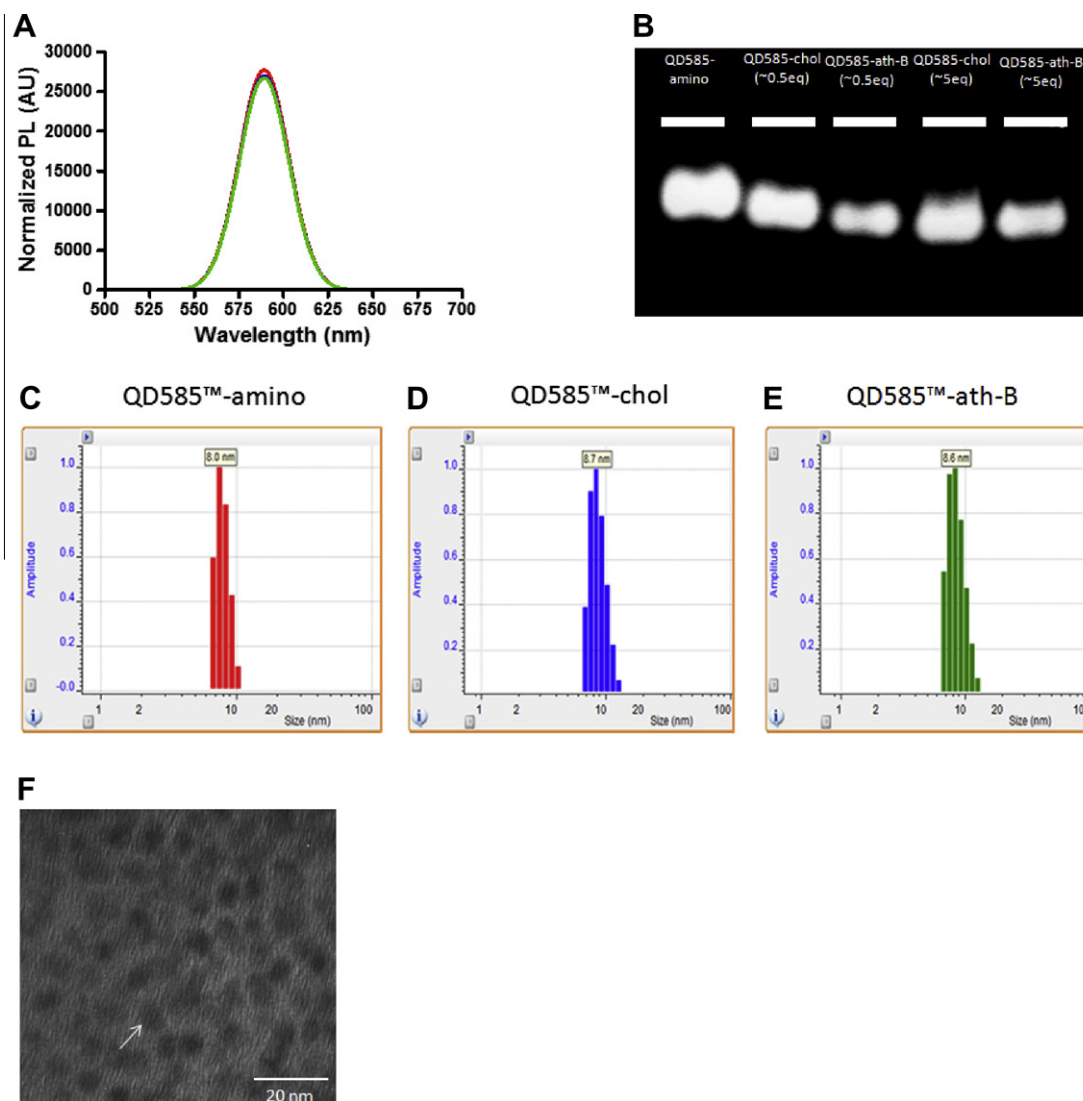 A
Normalized PL (AU)
30000
25000
20000
15000
10000
5000
0
500 525 550 575 600 625 650 675 700
Wavelength (nm)
B
QD585-
amino
QD585-chol
(~0.5eq)
QD585-ath-B
(~0.5eq)
QD585-chol
(~5eq)
QD585-ath-B
(~5eq)
C
QD585™-amino
8.0 nm
Amplitude
1.0
0.8
0.6
0.4
0.2
-0.0
1 2 10 20 100
Size (nm)
D
QD585™-chol
8.7 nm
Amplitude
1.0
0.8
0.6
0.4
0.2
1 2 10 20 100
Size (nm)
E
QD585™-ath-B
8.6 nm
Amplitude
1.0
0.8
0.6
0.4
0.2
1 2 10 20 10
Size (nm)
F
20 nm